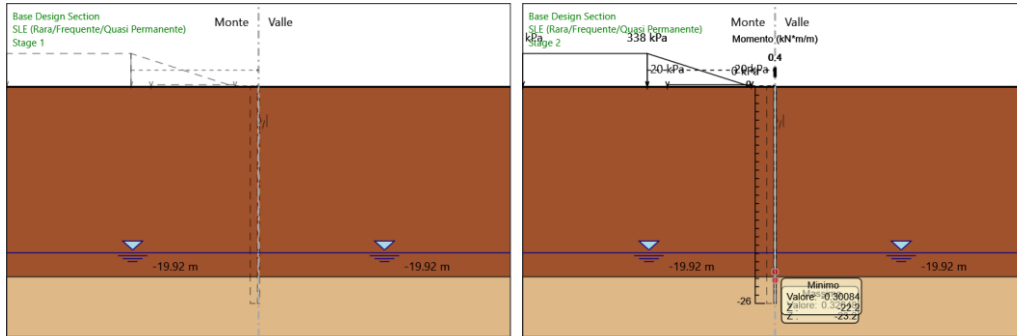 Base Design Section
SLE (Rara/Frequente/Quasi Permanente)
Stage 1
Monte
Valle
-19.92 m
-19.92 m
Base Design Section
SLE (Rara/Frequente/Quasi Permanente)
Stage 2
Monte
Valle
kPa
338 kPa
Momento (kN*m/m)
0.4
20 kPa
20 kPa
-19.92 m
-19.92 m
-26
Minimo
Valore: -0.30084
Z :
-22.2
-23.2